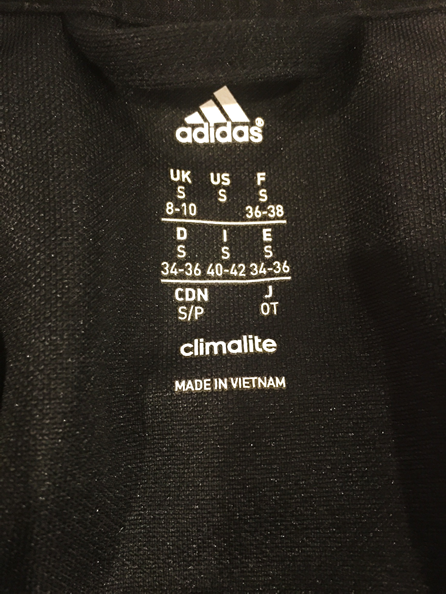 adidas®
UK US F
S S S
8-10 36-38
D I E
S S S
34-36 40-42 34-36
CDN J
S/P OT
climalite
MADE IN VIETNAM